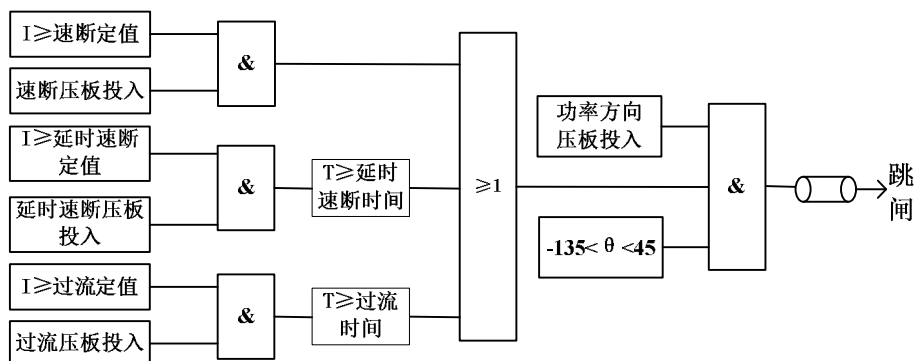 I≥速断定值
速断压板投入
&
I≥延时速断
定值
延时速断压板
投入
&
T≥延时
速断时间
I≥过流定值
过流压板投入
&
T≥过流
时间
≥1
功率方向
压板投入
-135<θ<45
&
跳
闸